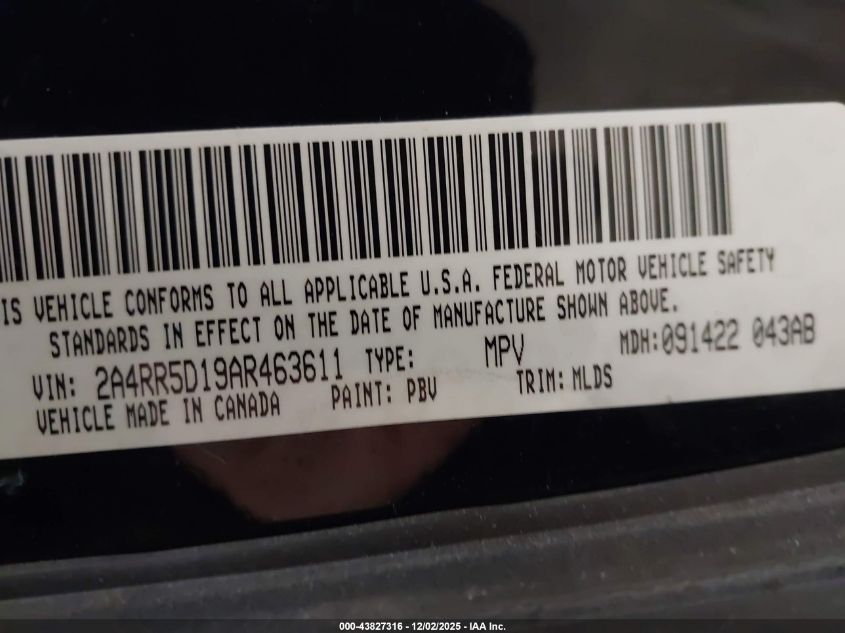 IS VEHICLE CONFORMS TO ALL APPLICABLE U.S.A. FEDERAL MOTOR VEHICLE SAFETY
STANDARDS IN EFFECT ON THE DATE OF MANUFACTURE SHOWN ABOVE.
VIN: 2A4RR5D19AR463611 TYPE: MPV MDH:091422 043AB
VEHICLE MADE IN CANADA PAINT: PBV TRIM: MLDS
000-43827316 - 12/02/2025 - IAA Inc.